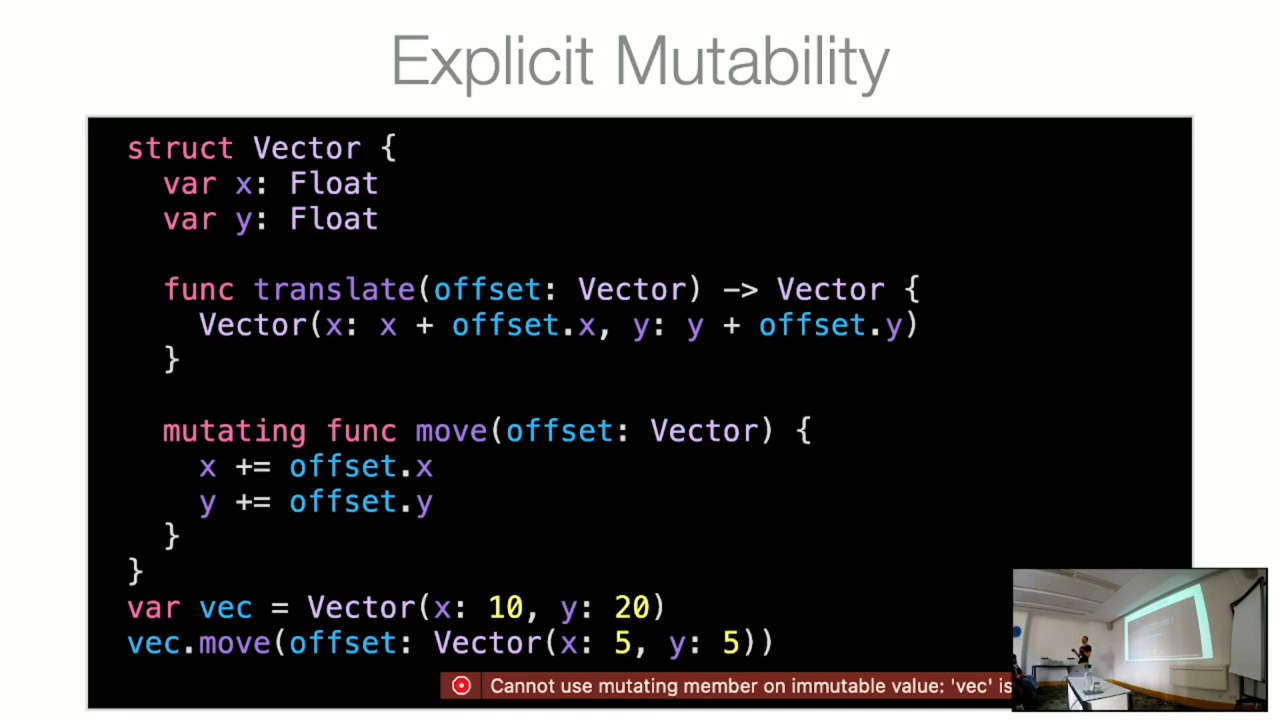 Explicit Mutability
struct Vector {
  var x: Float
  var y: Float

  func translate(offset: Vector) -> Vector {
    Vector(x: x + offset.x, y: y + offset.y)
  }

  mutating func move(offset: Vector) {
    x += offset.x
    y += offset.y
  }
}
var vec = Vector(x: 10, y: 20)
vec.move(offset: Vector(x: 5, y: 5))
Cannot use mutating member on immutable value: 'vec' is